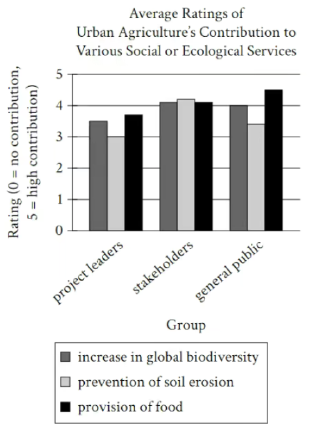 Average Ratings of
Urban Agriculture's Contribution to
Various Social or Ecological Services
Rating (0 = no contribution,
5 = high contribution)
5
4
3
2
1
0
project leaders
stakeholders
general public
Group
increase in global biodiversity
prevention of soil erosion
provision of food